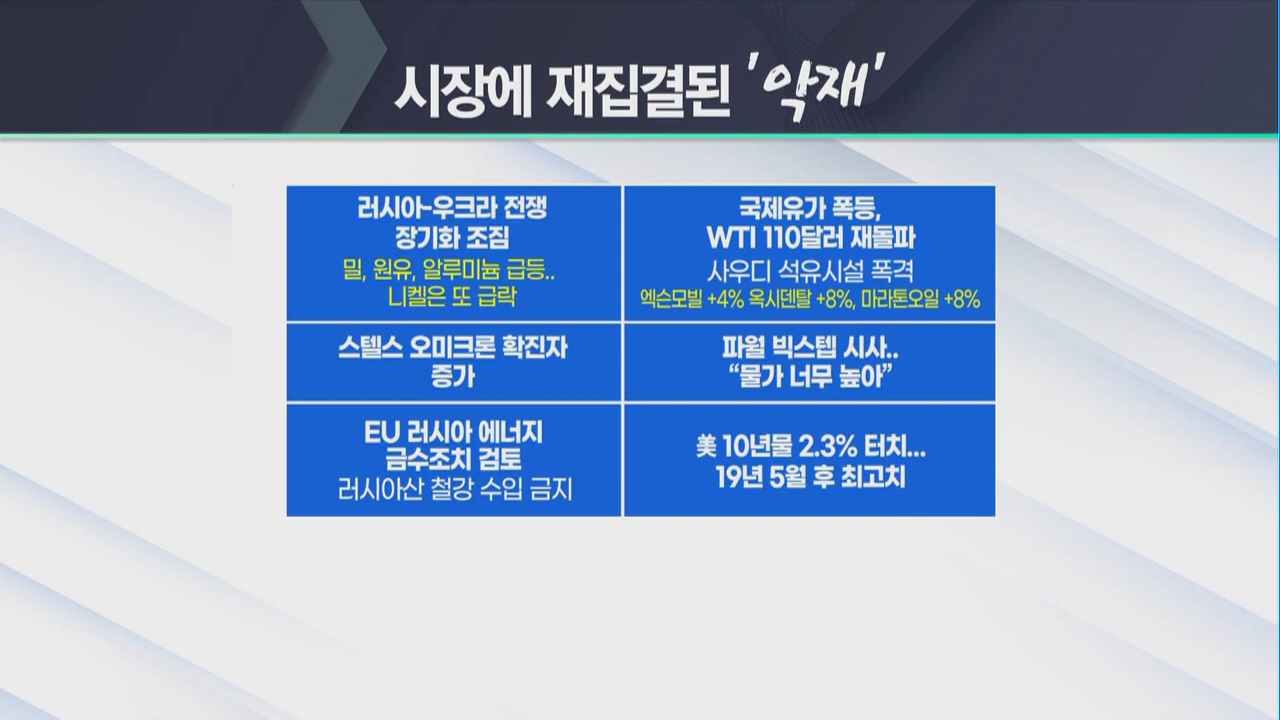 시장에 재집결된 '악재'
러시아-우크라 전쟁
장기화 조짐
밀, 원유, 알루미늄 급등..
니켈은 또 급락
국제유가 폭등,
WTI 110달러 재돌파
사우디 석유시설 폭격
엑슨모빌 +4% 옥시덴탈 +8%, 마라톤오일 +8%
스텔스 오미크론 확진자
증가
파월 빅스텝 시사..
“물가 너무 높아”
EU 러시아 에너지
금수조치 검토
러시아산 철강 수입 금지
美 10년물 2.3% 터치...
19년 5월 후 최고치